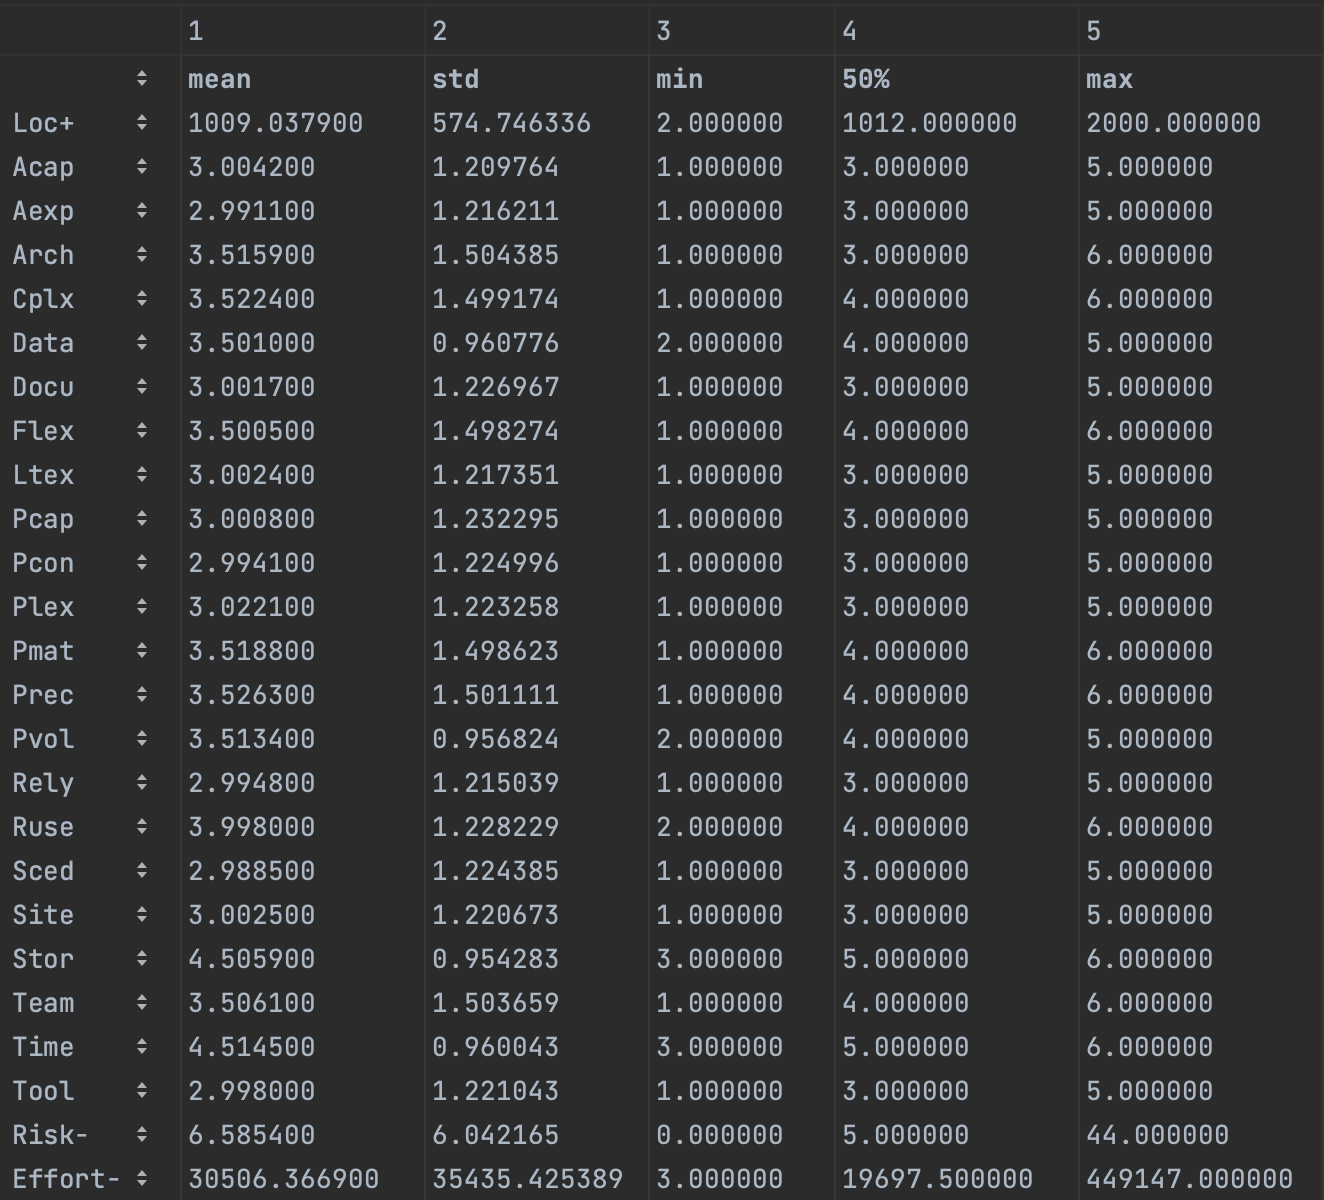 1 2 3 4 5
mean std min 50% max
Loc+ 1009.037900 574.746336 2.000000 1012.000000 2000.000000
Acap 3.004200 1.209764 1.000000 3.000000 5.000000
Aexp 2.991100 1.216211 1.000000 3.000000 5.000000
Arch 3.515900 1.504385 1.000000 3.000000 6.000000
Cplx 3.522400 1.499174 1.000000 4.000000 6.000000
Data 3.501000 0.960776 2.000000 4.000000 5.000000
Docu 3.001700 1.226967 1.000000 3.000000 5.000000
Flex 3.500500 1.498274 1.000000 4.000000 6.000000
Ltex 3.002400 1.217351 1.000000 3.000000 5.000000
Pcap 3.000800 1.232295 1.000000 3.000000 5.000000
Pcon 2.994100 1.224996 1.000000 3.000000 5.000000
Plex 3.022100 1.223258 1.000000 3.000000 5.000000
Pmat 3.518800 1.498623 1.000000 4.000000 6.000000
Prec 3.526300 1.501111 1.000000 4.000000 6.000000
Pvol 3.513400 0.956824 2.000000 4.000000 5.000000
Rely 2.994800 1.215039 1.000000 3.000000 5.000000
Ruse 3.998000 1.228229 2.000000 4.000000 6.000000
Sced 2.988500 1.224385 1.000000 3.000000 5.000000
Site 3.002500 1.220673 1.000000 3.000000 5.000000
Stor 4.505900 0.954283 3.000000 5.000000 6.000000
Team 3.506100 1.503659 1.000000 4.000000 6.000000
Time 4.514500 0.960043 3.000000 5.000000 6.000000
Tool 2.998000 1.221043 1.000000 3.000000 5.000000
Risk- 6.585400 6.042165 0.000000 5.000000 44.000000
Effort- 30506.366900 35435.425389 3.000000 19697.500000 449147.000000